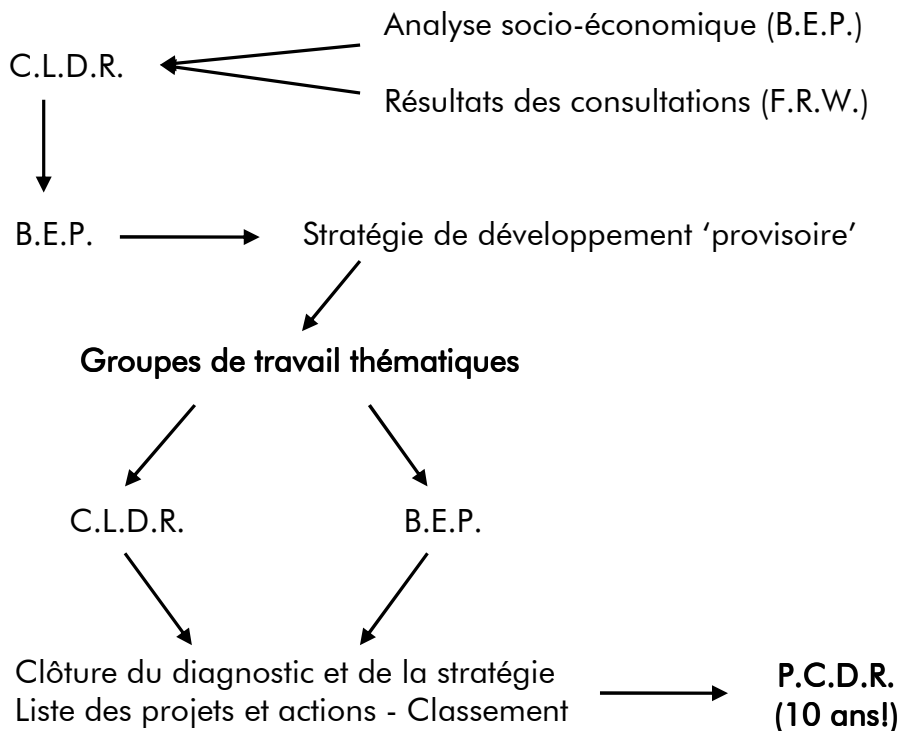 Analyse socio-économique (B.E.P.)
C.L.D.R.
Résultats des consultations (F.R.W.)
B.E.P.
Stratégie de développement ‘provisoire’
Groupes de travail thématiques
C.L.D.R.
B.E.P.
Clôture du diagnostic et de la stratégie
Liste des projets et actions - Classement
P.C.D.R.
(10 ans!)